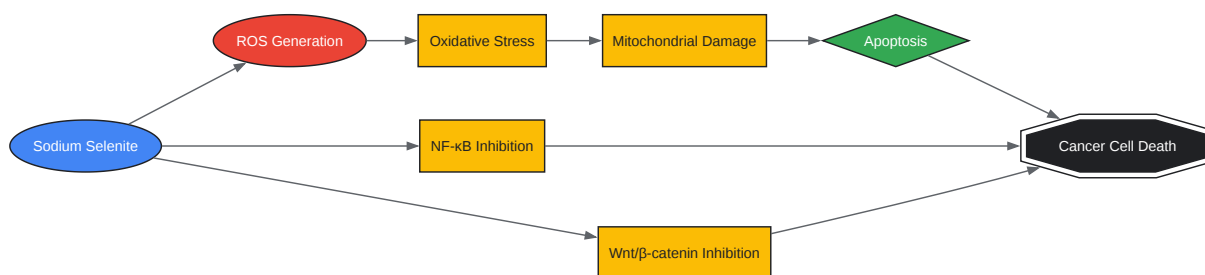 ROS Generation
Oxidative Stress
Mitochondrial Damage
Apoptosis
Sodium Selenite
NF-κB Inhibition
Cancer Cell Death
Wnt/β-catenin Inhibition